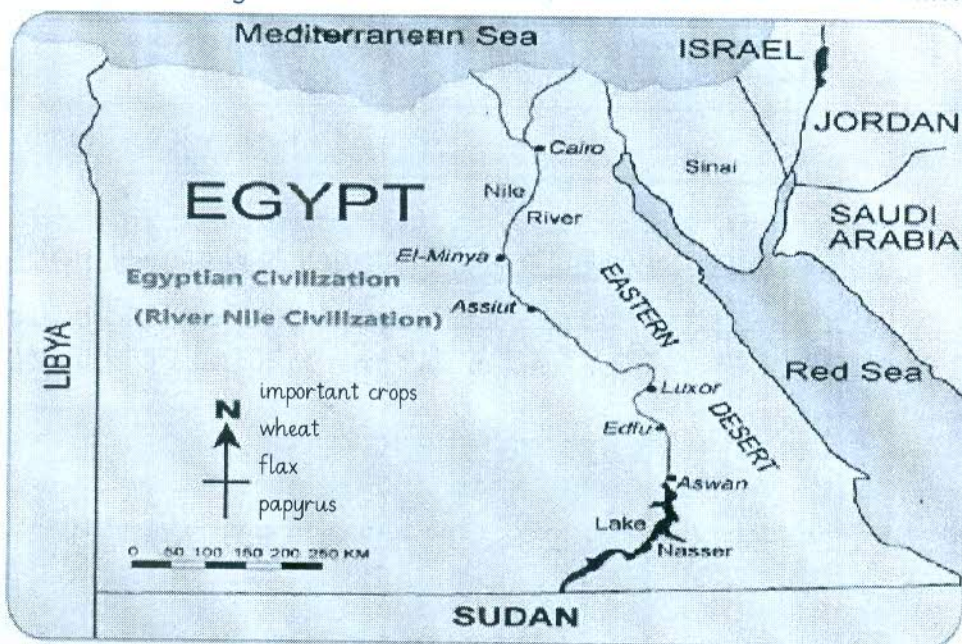 Mediterranean Sea
ISRAEL
JORDAN
Cairo
Sinai
EGYPT
Nile
River
SAUDI
ARABIA
El-Minya
Egyptian Civilization
(River Nile Civilization)
Assiut
EASTERN
DESERT
LIBYA
Red Sea
Luxor
Edfu
N
important crops
wheat
flax
papyrus
Aswan
Lake
Nasser
0 50 100 150 200 250 KM
SUDAN